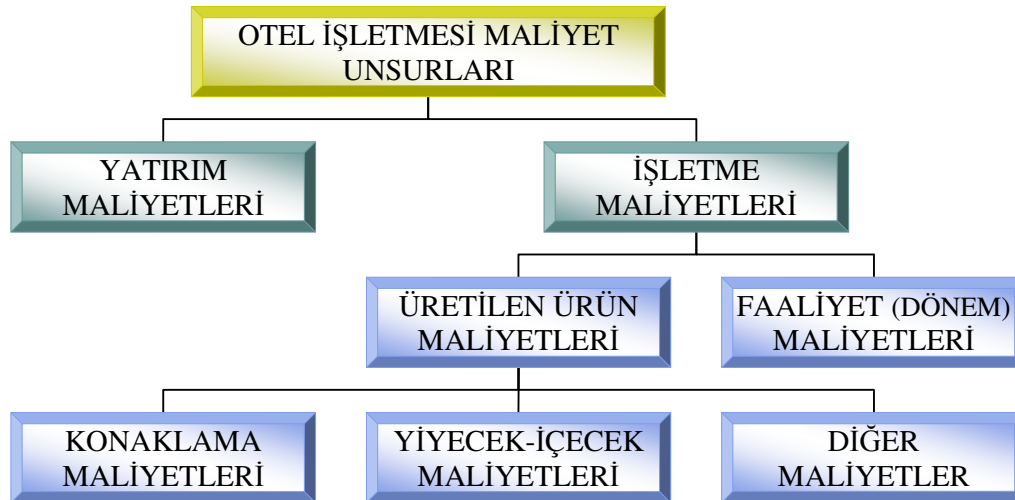 OTEL İŞLETMESİ MALİYET
UNSURLARI
YATIRIM
MALİYETLERİ
İŞLETME
MALİYETLERİ
ÜRETİLEN ÜRÜN
MALİYETLERİ
FAALİYET (DÖNEM)
MALİYETLERİ
KONAKLAMA
MALİYETLERİ
YİYECEK-İÇECEK
MALİYETLERİ
DİĞER
MALİYETLER